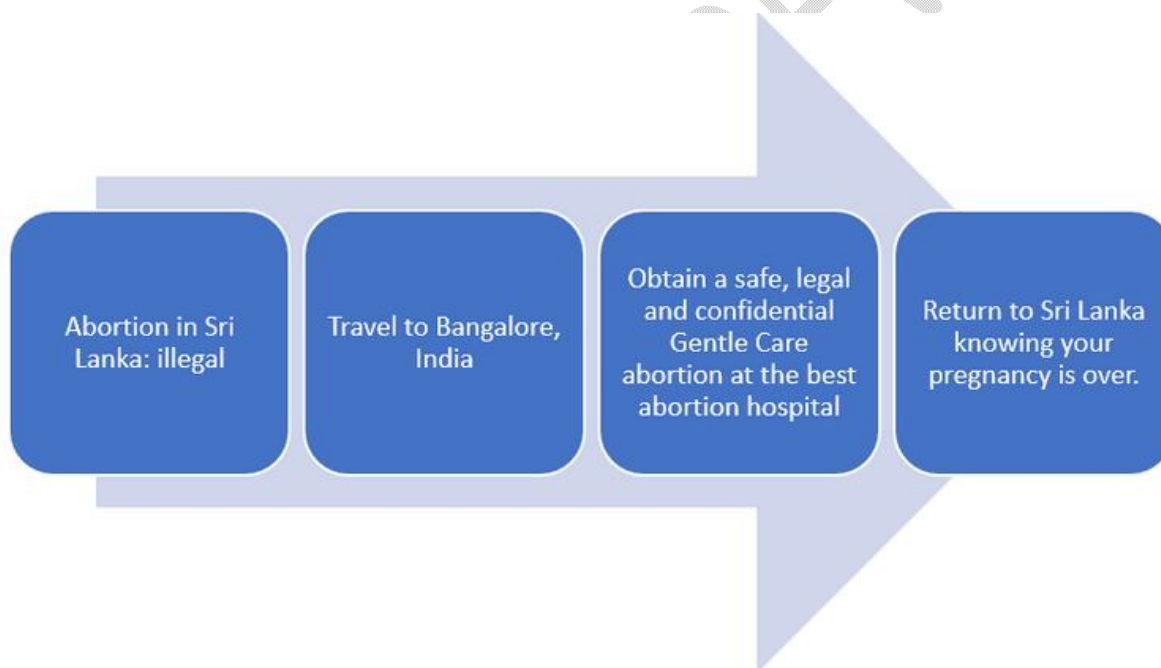 Abortion in Sri
Lanka: illegal
Travel to Bangalore,
India
Obtain a safe, legal
and confidential
Gentle Care
abortion at the best
abortion hospital
Return to Sri Lanka
knowing your
pregnancy is over.